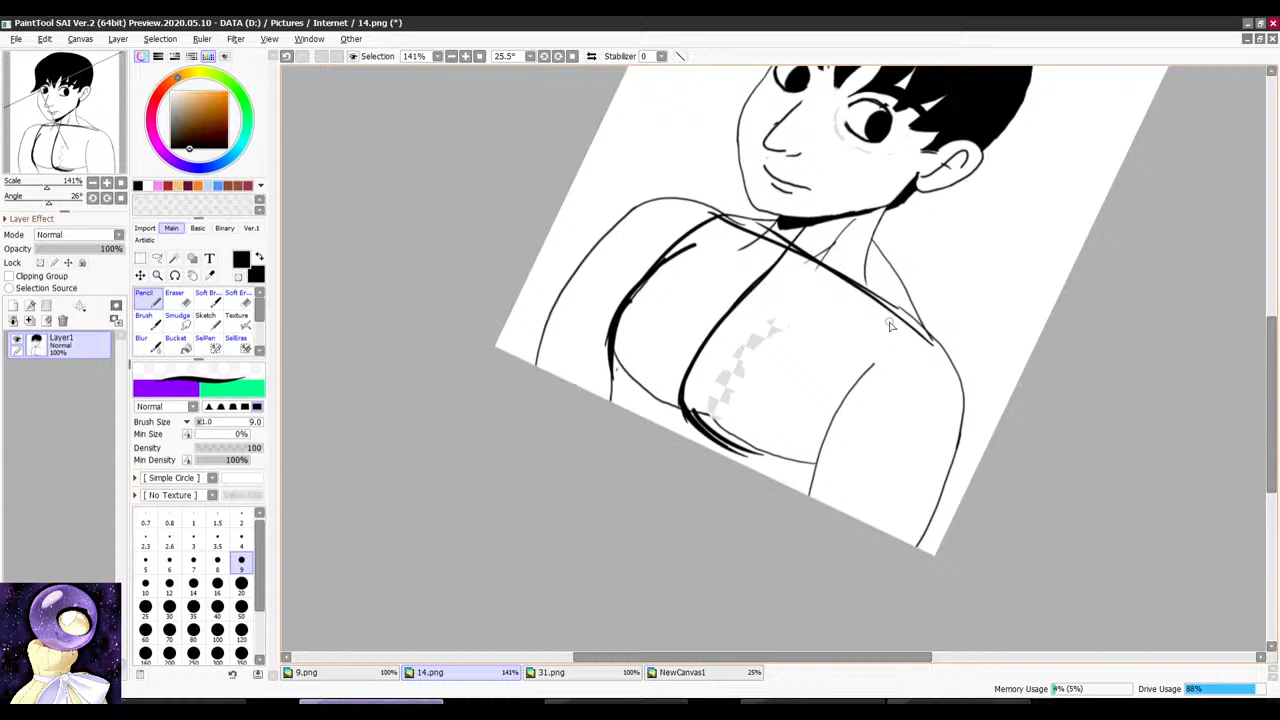 PaintTool SAI Ver.2 (64bit) Preview.2020.05.10 - DATA (D:) / Pictures / Internet / 14.png (*)
File Edit Canvas Layer Selection Ruler Filter View Window Other
Selection 141% 25.5° Stabilizer 0
Scale 141%
Angle 26°
Layer Effect
Mode Normal
Opacity 100%
Lock
Clipping Group
Selection Source
Layer1
Normal
100%
Import Main Basic Binary Ver.1
Artistic
Pencil Eraser Soft Br... Soft Er...
Brush Smudge Sketch Texture
Blur Bucket SelPen SelEras
Normal
Brush Size x1.0 9.0
Min Size 0%
Density 100
Min Density 100%
[ Simple Circle ]
[ No Texture ]
0.7 0.8 1 1.5 2
2.3 2.6 3 3.5 4
5 6 7 8 9
10 12 14 16 20
25 30 35 40 50
60 70 80 100 120
160 200 250 300 350
9.png 100% 14.png 141% 31.png 100% NewCanvas1 25%
Memory Usage (5%) Drive Usage 88%